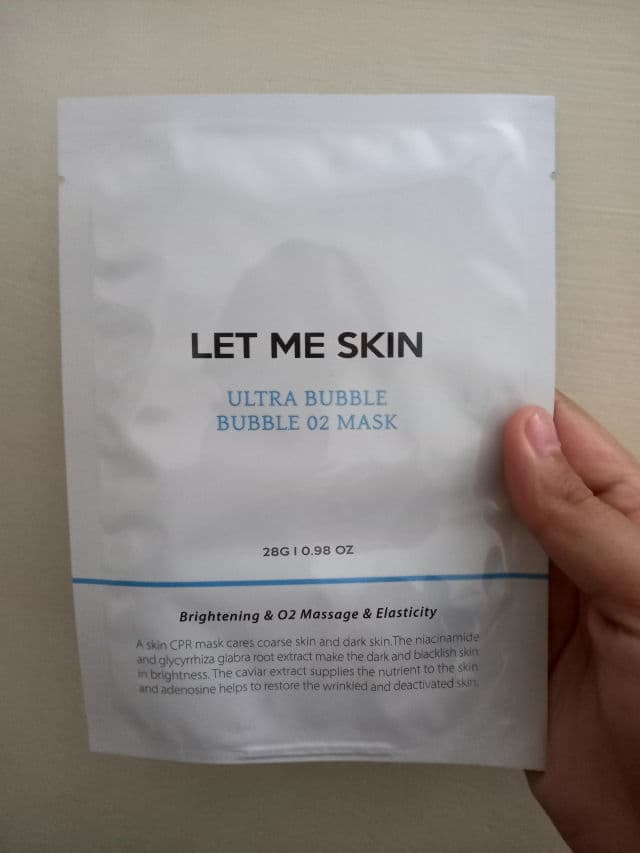 LET ME SKIN
ULTRA BUBBLE
BUBBLE 02 MASK
28G I 0.98 OZ
Brightening & O2 Massage & Elasticity
A skin CPR mask cares coarse skin and dark skin.The niacinamide
and glycyrrhiza glabra root extract make the dark and blacklish skin
in brightness. The caviar extract supplies the nutrient to the skin
and adenosine helps to restore the wrinkled and deactivated skin.